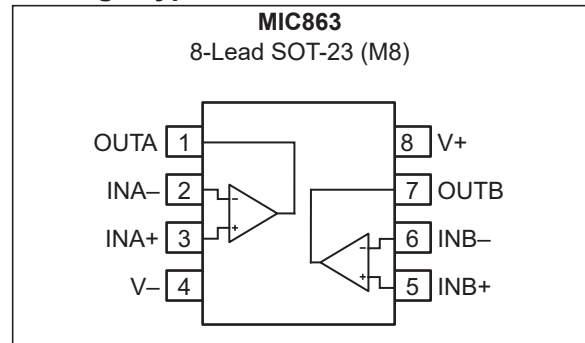 MIC863
8-Lead SOT-23 (M8)
OUTA 1 8 V+
INA– 2 - 7 OUTB
INA+ 3 + - 6 INB–
V– 4 + 5 INB+